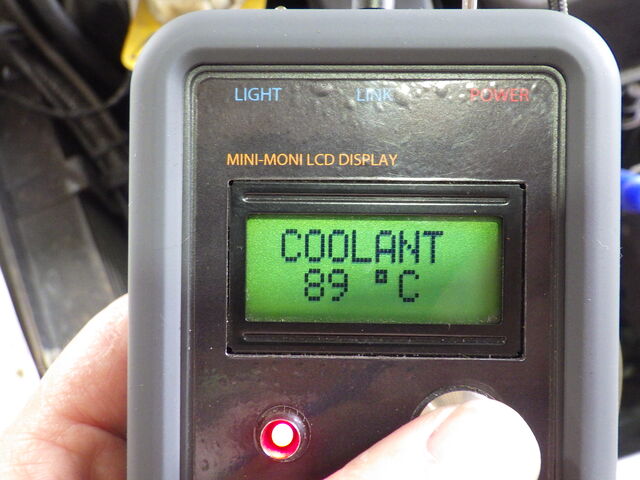 LIGHT LINK POWER
MINI-MONI LCD DISPLAY
COOLANT
89 °C